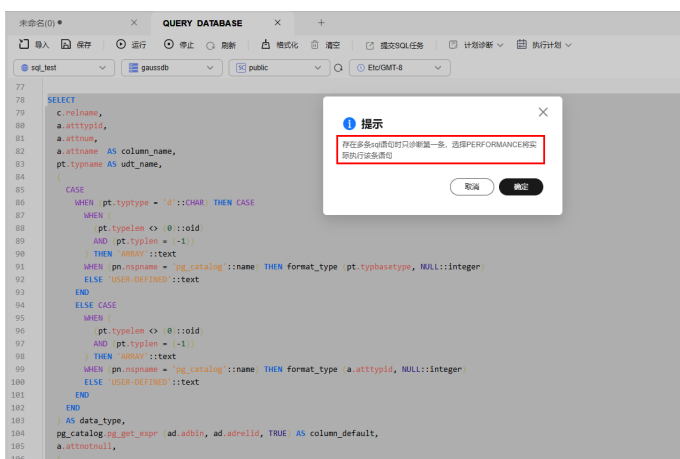 未命名(0) ● × QUERY DATABASE × +
导入 保存 运行 停止 刷新 格式化 清空 提交SQL任务 计划诊断 执行计划
sql_test gaussdb SC public Etc/GMT-8
77
78 SELECT
79 c.relname,
80 a.atttypid,
81 a.attnum,
82 a.attname AS column_name,
83 pt.typname AS udt_name,
84 (
85 CASE
86 WHEN (pt.typtype = 'd'::CHAR) THEN CASE
87 WHEN (
88 (pt.typelem <> (0)::oid)
89 AND (pt.typlen = (-1))
90 ) THEN 'ARRAY'::text
91 WHEN (pn.nspname = 'pg_catalog'::name) THEN format_type (pt.typbasetype, NULL::integer)
92 ELSE 'USER-DEFINED'::text
93 END
94 ELSE CASE
95 WHEN (
96 (pt.typelem <> (0)::oid)
97 AND (pt.typlen = (-1))
98 ) THEN 'ARRAY'::text
99 WHEN (pn.nspname = 'pg_catalog'::name) THEN format_type (a.atttypid, NULL::integer)
100 ELSE 'USER-DEFINED'::text
101 END
102 END
103 ) AS data_type,
104 pg_catalog.pg_get_expr (ad.adbin, ad.adrelid, TRUE) AS column_default,
105 a.attnotnull,
106
提示
存在多条sql语句时只诊断第一条，选择PERFORMANCE将实
际执行该条语句
取消 确定